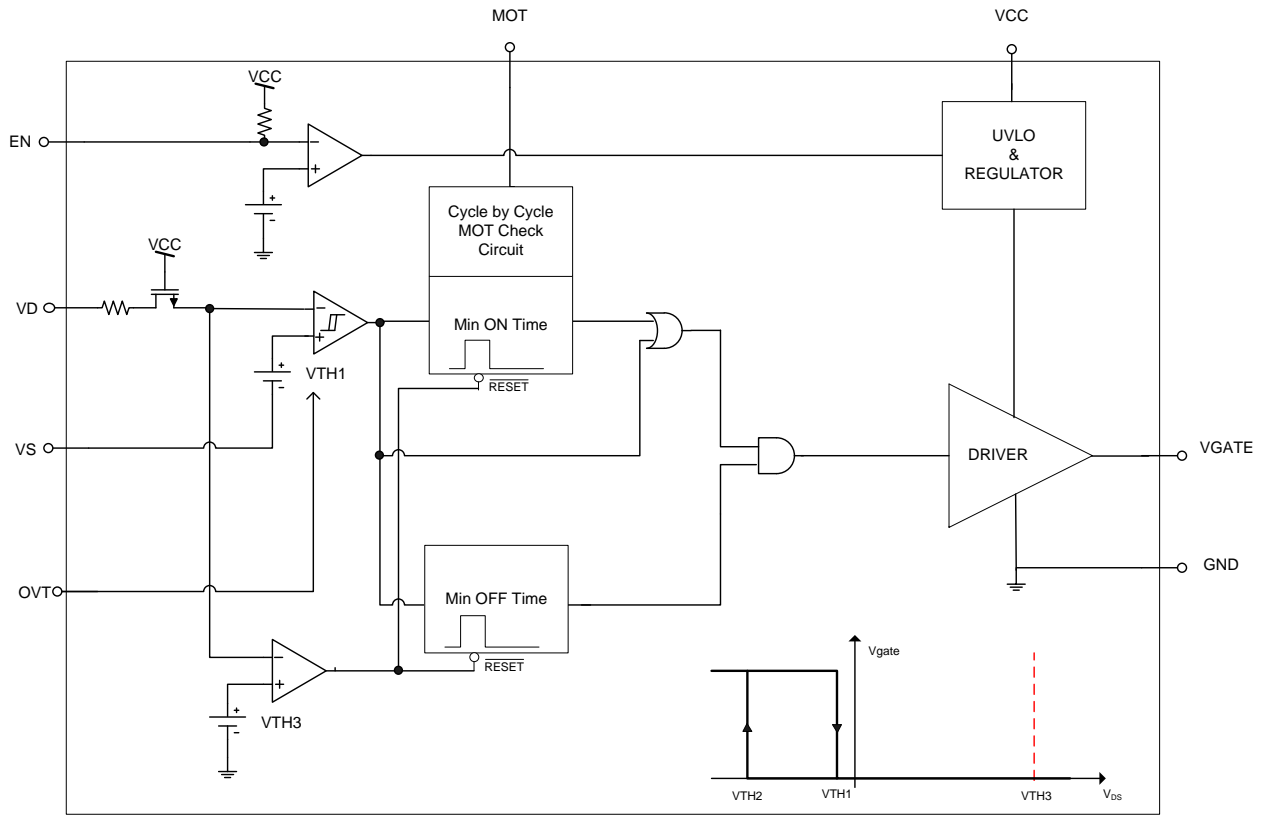 MOT
VCC
VCC
EN
−
+
+
-
UVLO
&
REGULATOR
Cycle by Cycle
MOT Check
Circuit
VCC
VD
−
+
+
-
VTH1
Min ON Time
RESET
VS
DRIVER
VGATE
GND
OVT
Min OFF Time
RESET
−
+
+
-
VTH3
Vgate
VTH2
VTH1
VTH3
VDS